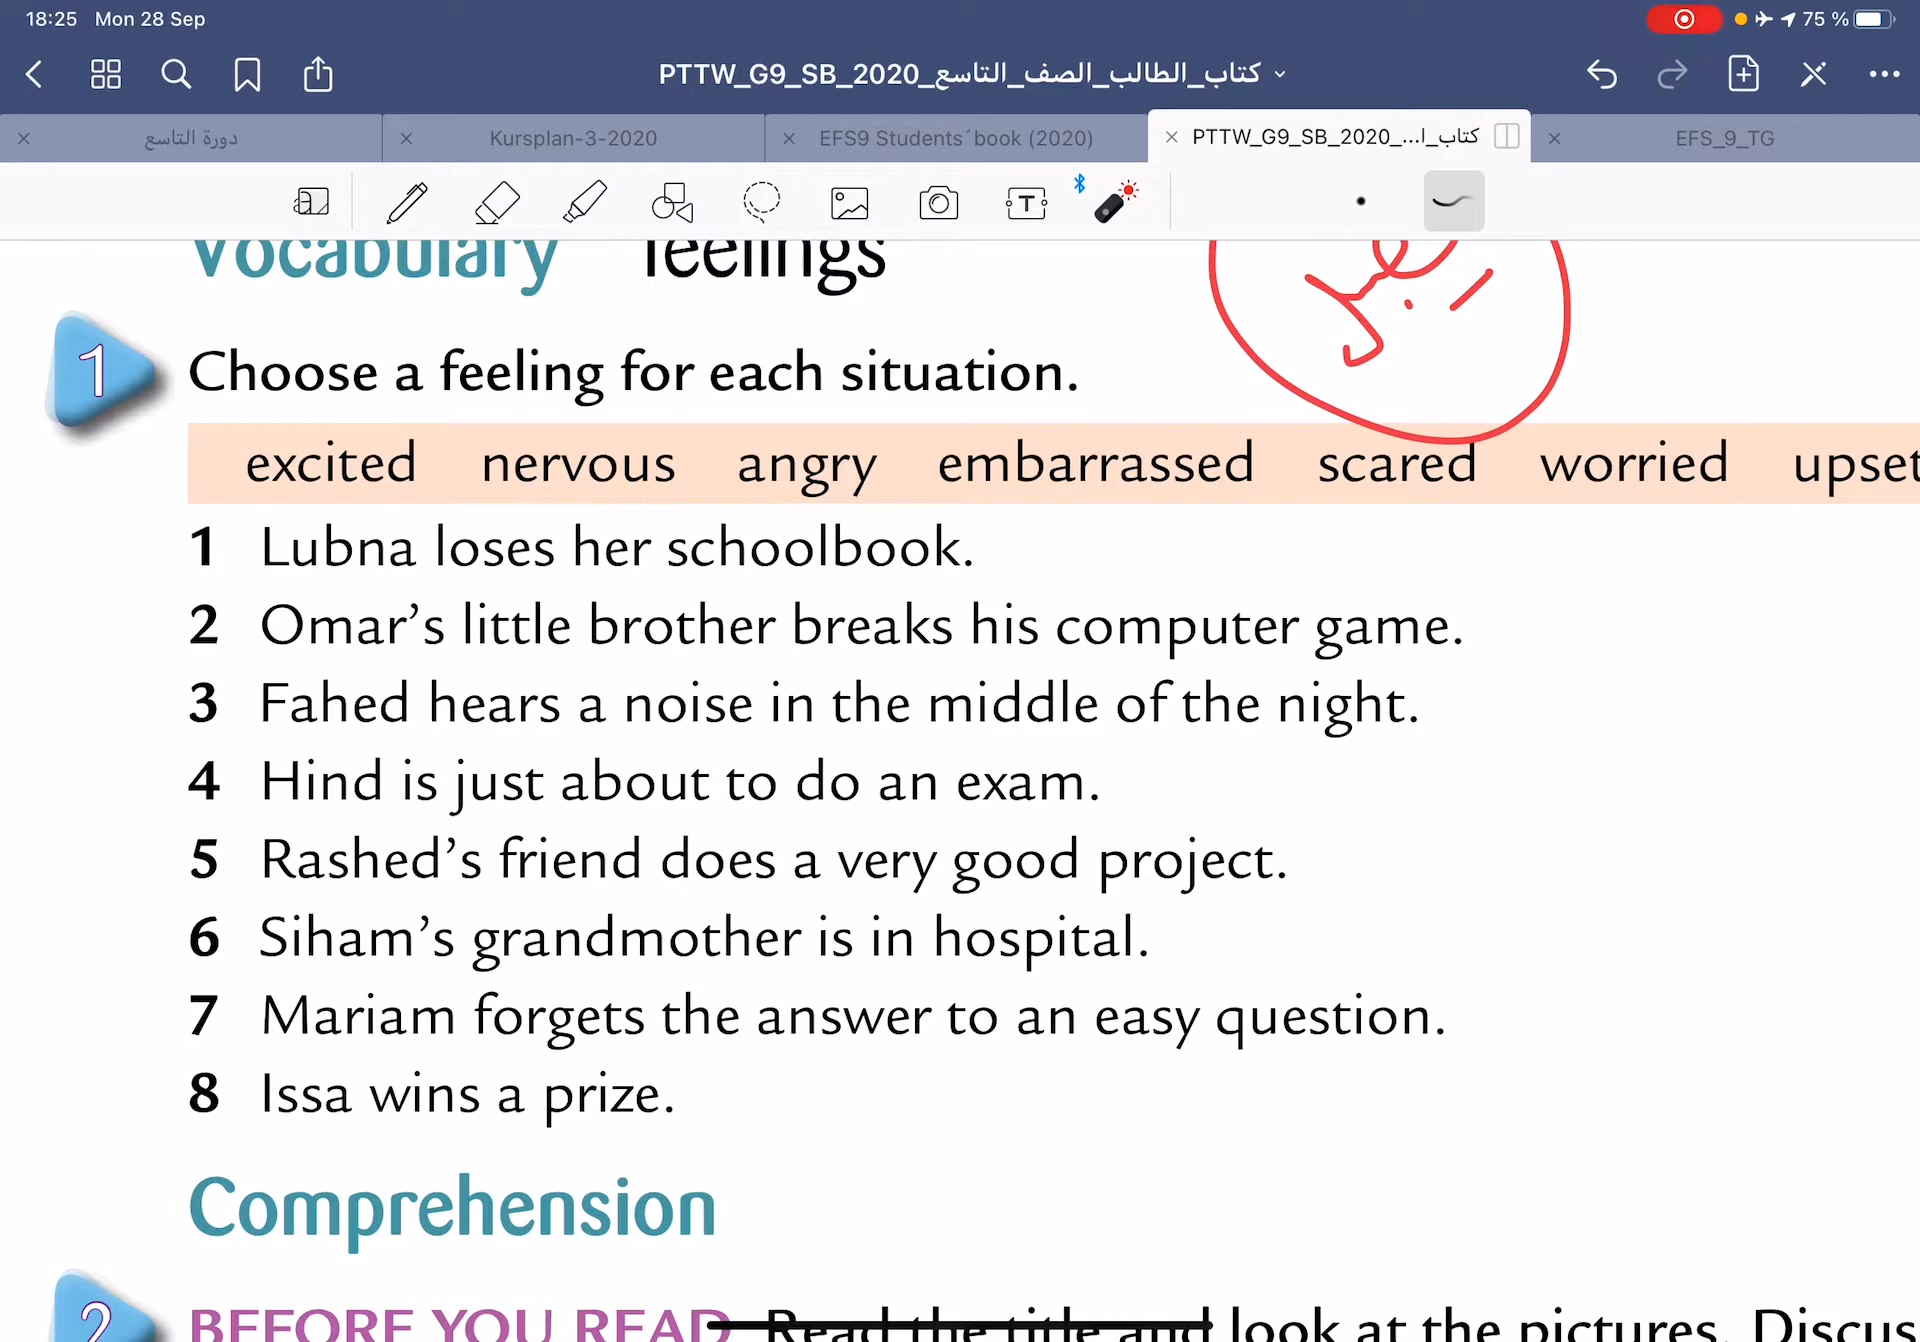 18:25 Mon 28 Sep 75 %
PTTW_G9_SB_2020_كتاب_الطالب_الصف_التاسع
دورة التاسع Kursplan-3-2020 EFS9 Students´book (2020) PTTW_G9_SB_2020_...كتاب_ا EFS_9_TG
Vocabulary feelings
1 Choose a feeling for each situation.
excited nervous angry embarrassed scared worried upset
1 Lubna loses her schoolbook.
2 Omar’s little brother breaks his computer game.
3 Fahed hears a noise in the middle of the night.
4 Hind is just about to do an exam.
5 Rashed’s friend does a very good project.
6 Siham’s grandmother is in hospital.
7 Mariam forgets the answer to an easy question.
8 Issa wins a prize.
Comprehension
2 BEFORE YOU READ Read the title and look at the pictures. Discus